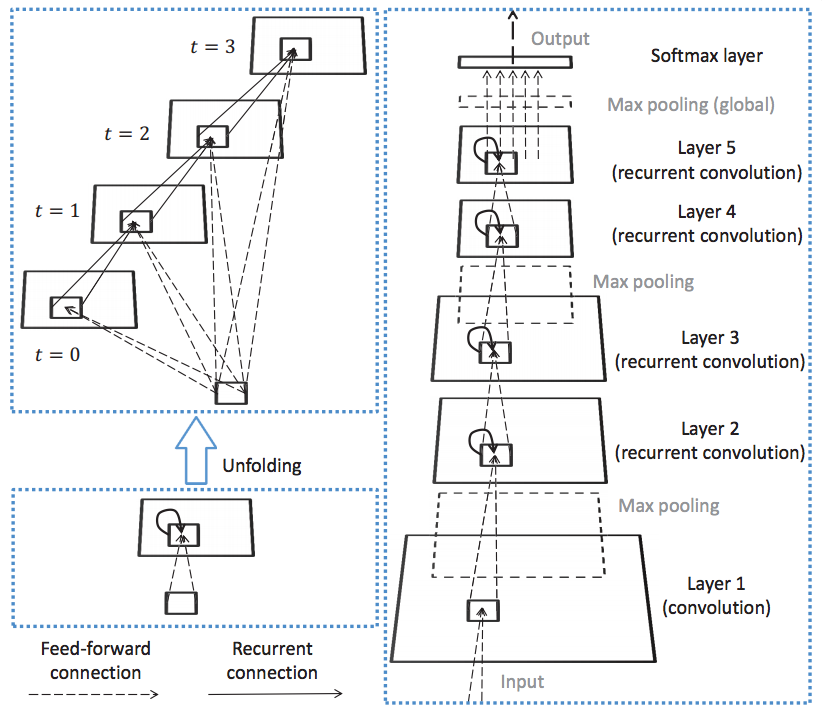 t = 3
t = 2
t = 1
t = 0
Unfolding
Feed-forward
connection
Recurrent
connection
Output
Softmax layer
Max pooling (global)
Layer 5
(recurrent convolution)
Layer 4
(recurrent convolution)
Max pooling
Layer 3
(recurrent convolution)
Layer 2
(recurrent convolution)
Max pooling
Layer 1
(convolution)
Input